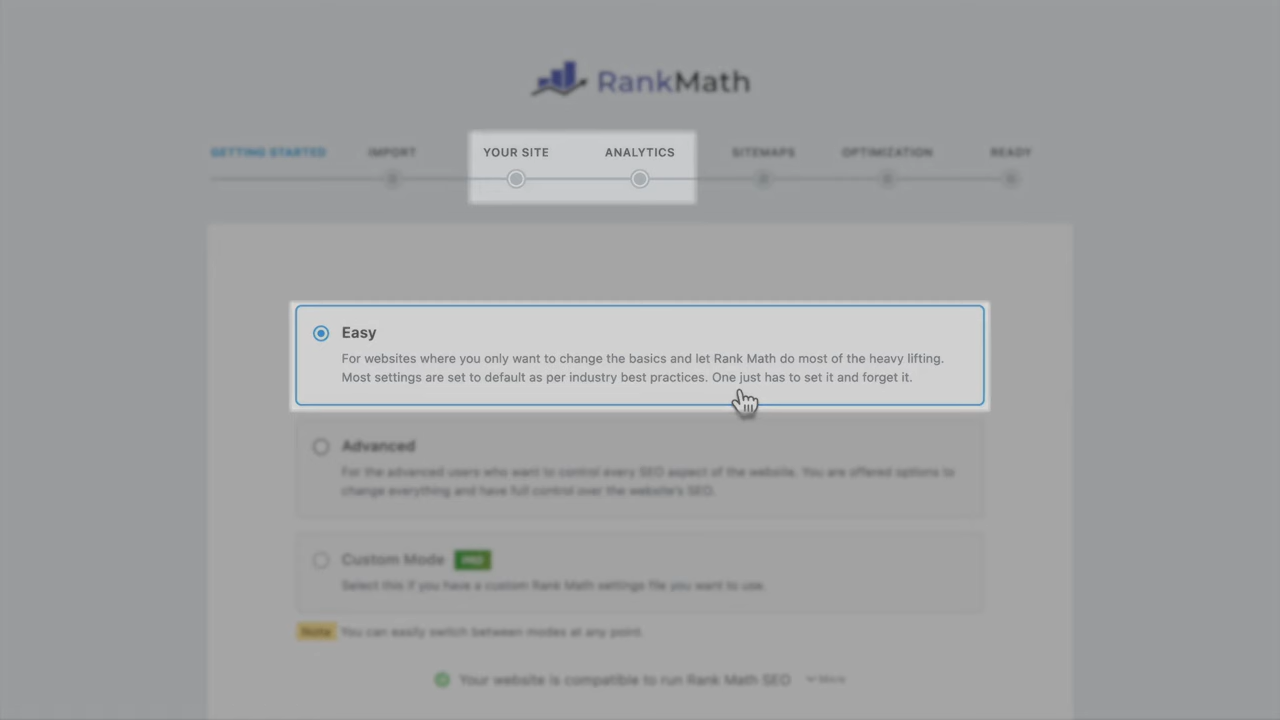 RankMath
GETTING STARTED IMPORT YOUR SITE ANALYTICS SITEMAPS OPTIMIZATION READY
Easy
For websites where you only want to change the basics and let Rank Math do most of the heavy lifting.
Most settings are set to default as per industry best practices. One just has to set it and forget it.
Advanced
For the advanced users who want to control every SEO aspect of the website. You are offered options to
change everything and have full control over the website's SEO.
Custom Mode PRO
Select this if you have a custom Rank Math settings file you want to use.
Note You can easily switch between modes at any point.
Your website is compatible to run Rank Math SEO More